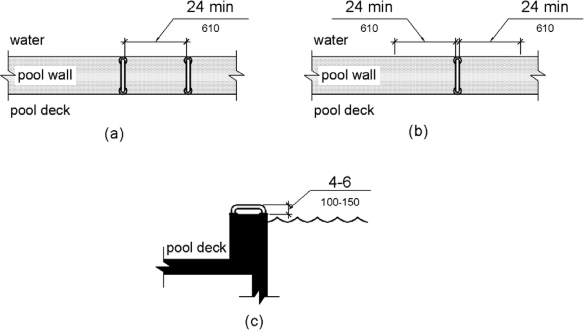 24 min
610
water
pool wall
pool deck
(a)
24 min
610
24 min
610
water
pool wall
pool deck
(b)
4-6
100-150
pool deck
(c)